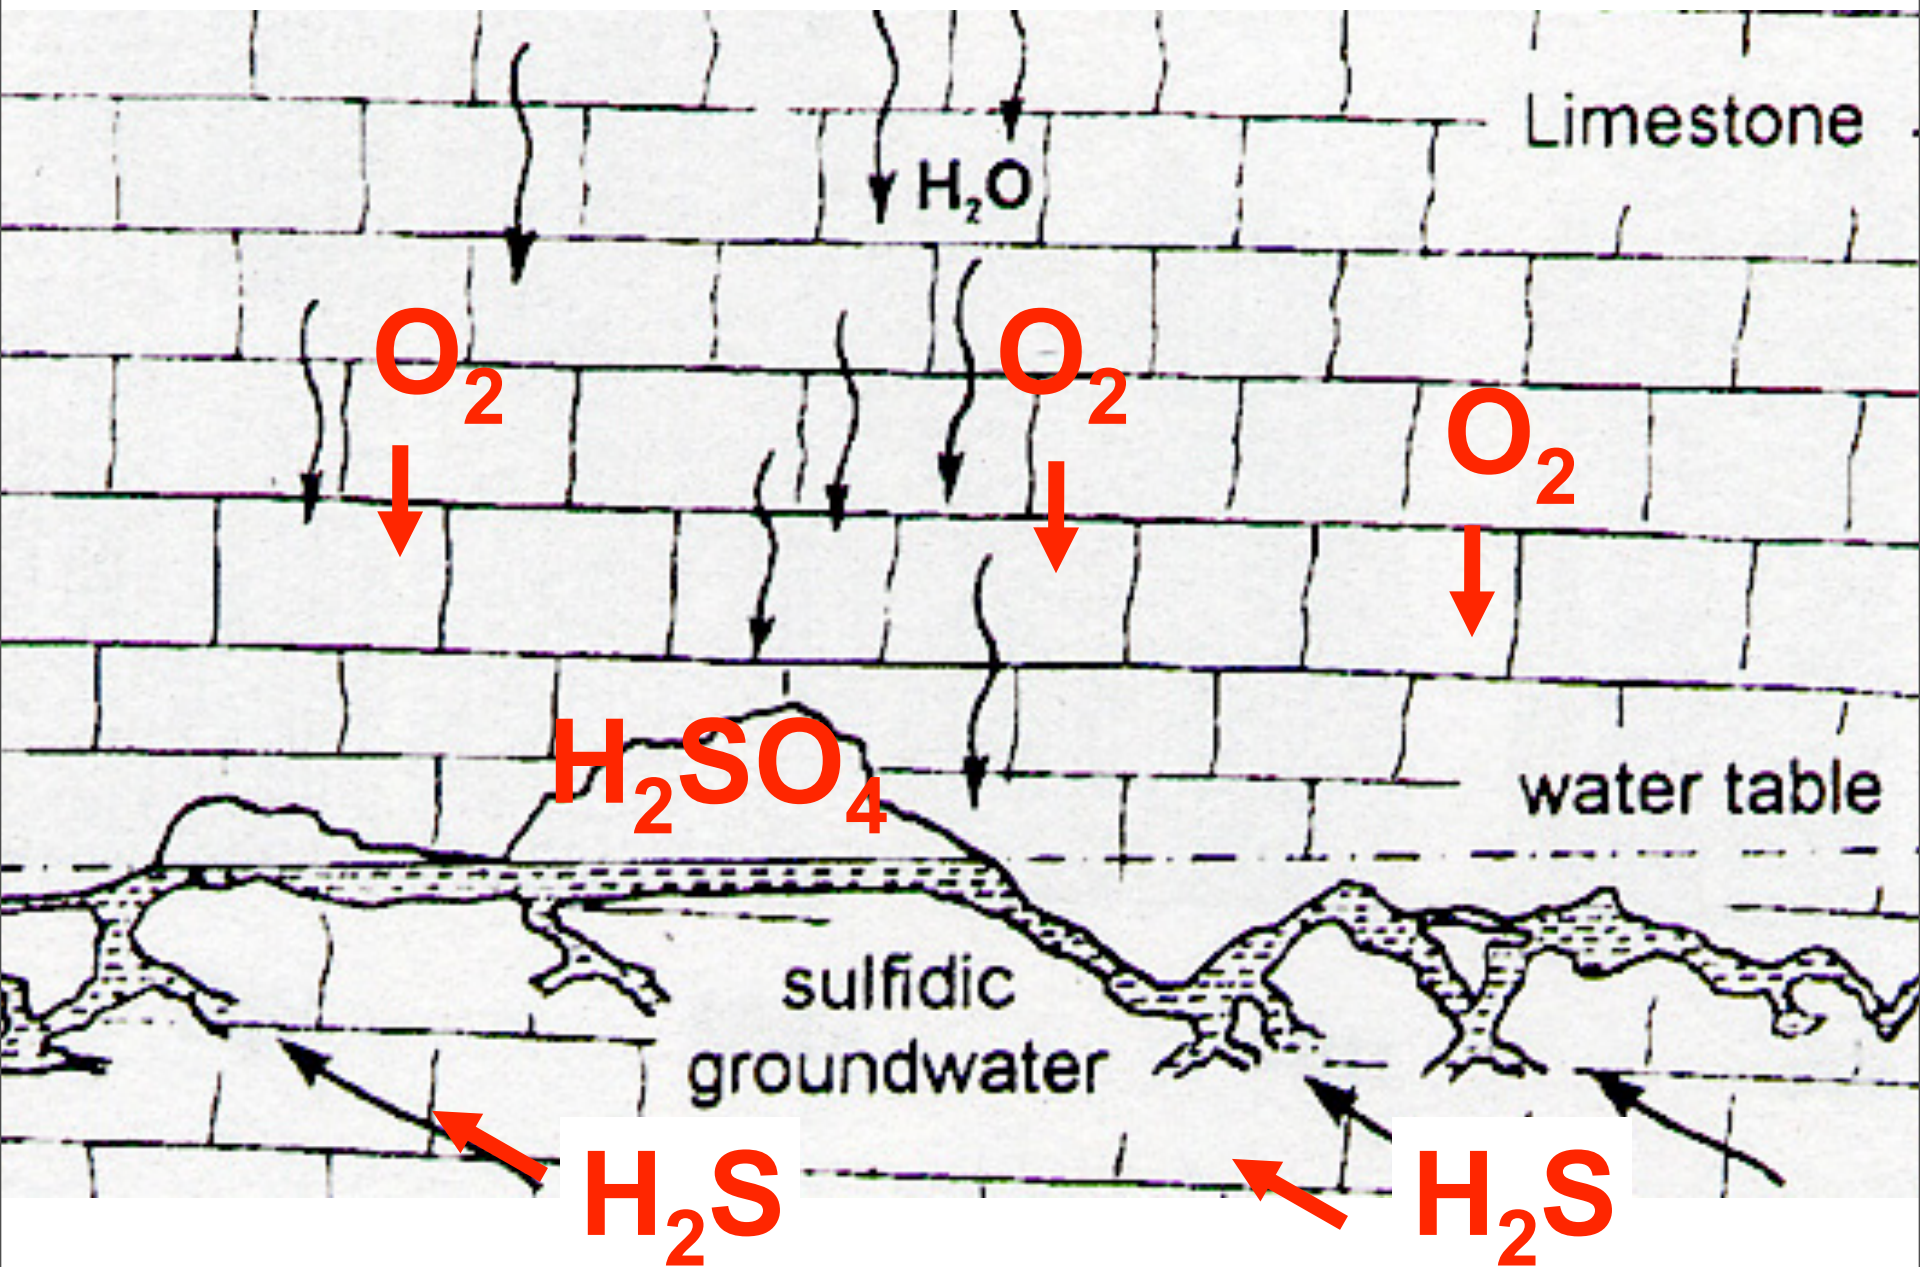 Limestone
H₂O
O₂
O₂
O₂
H₂SO₄
water table
sulfidic
groundwater
H₂S
H₂S